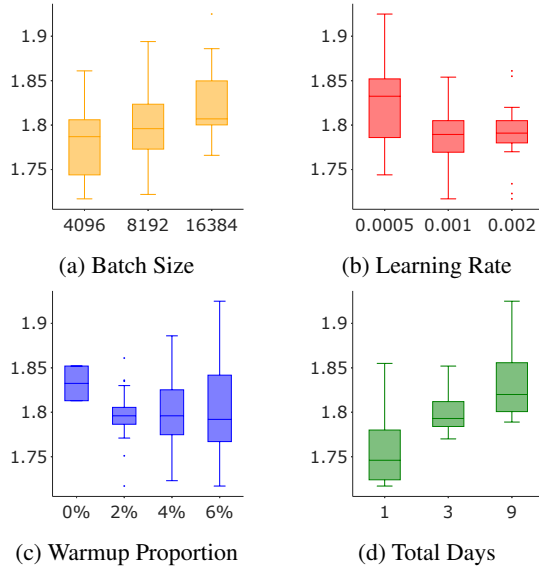 1.9
1.85
1.8
1.75
4096 8192 16384
(a) Batch Size
1.9
1.85
1.8
1.75
0.0005 0.001 0.002
(b) Learning Rate
1.9
1.85
1.8
1.75
0% 2% 4% 6%
(c) Warmup Proportion
1.9
1.85
1.8
1.75
1 3 9
(d) Total Days